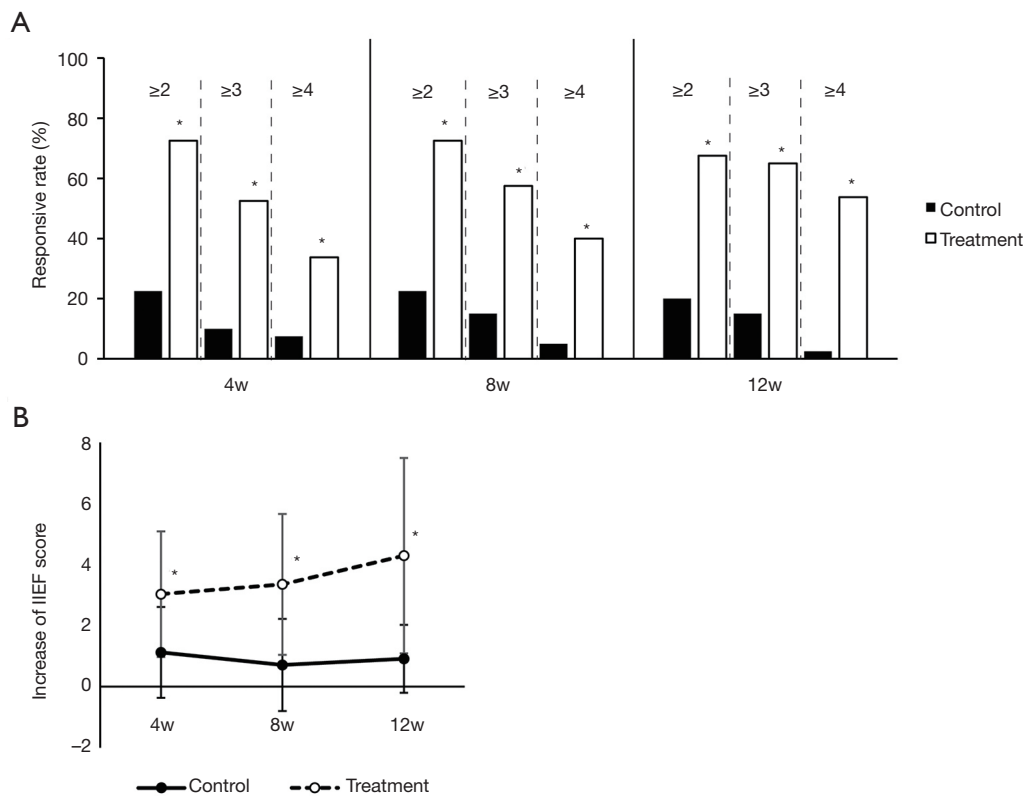 A
100
80
60
40
20
0
Responsive rate (%)
≥2 ≥3 ≥4 ≥2 ≥3 ≥4 ≥2 ≥3 ≥4
* * * * * * * * *
4w 8w 12w
Control
Treatment
B
8
6
4
2
0
–2
Increase of IIEF score
* * *
4w 8w 12w
Control Treatment